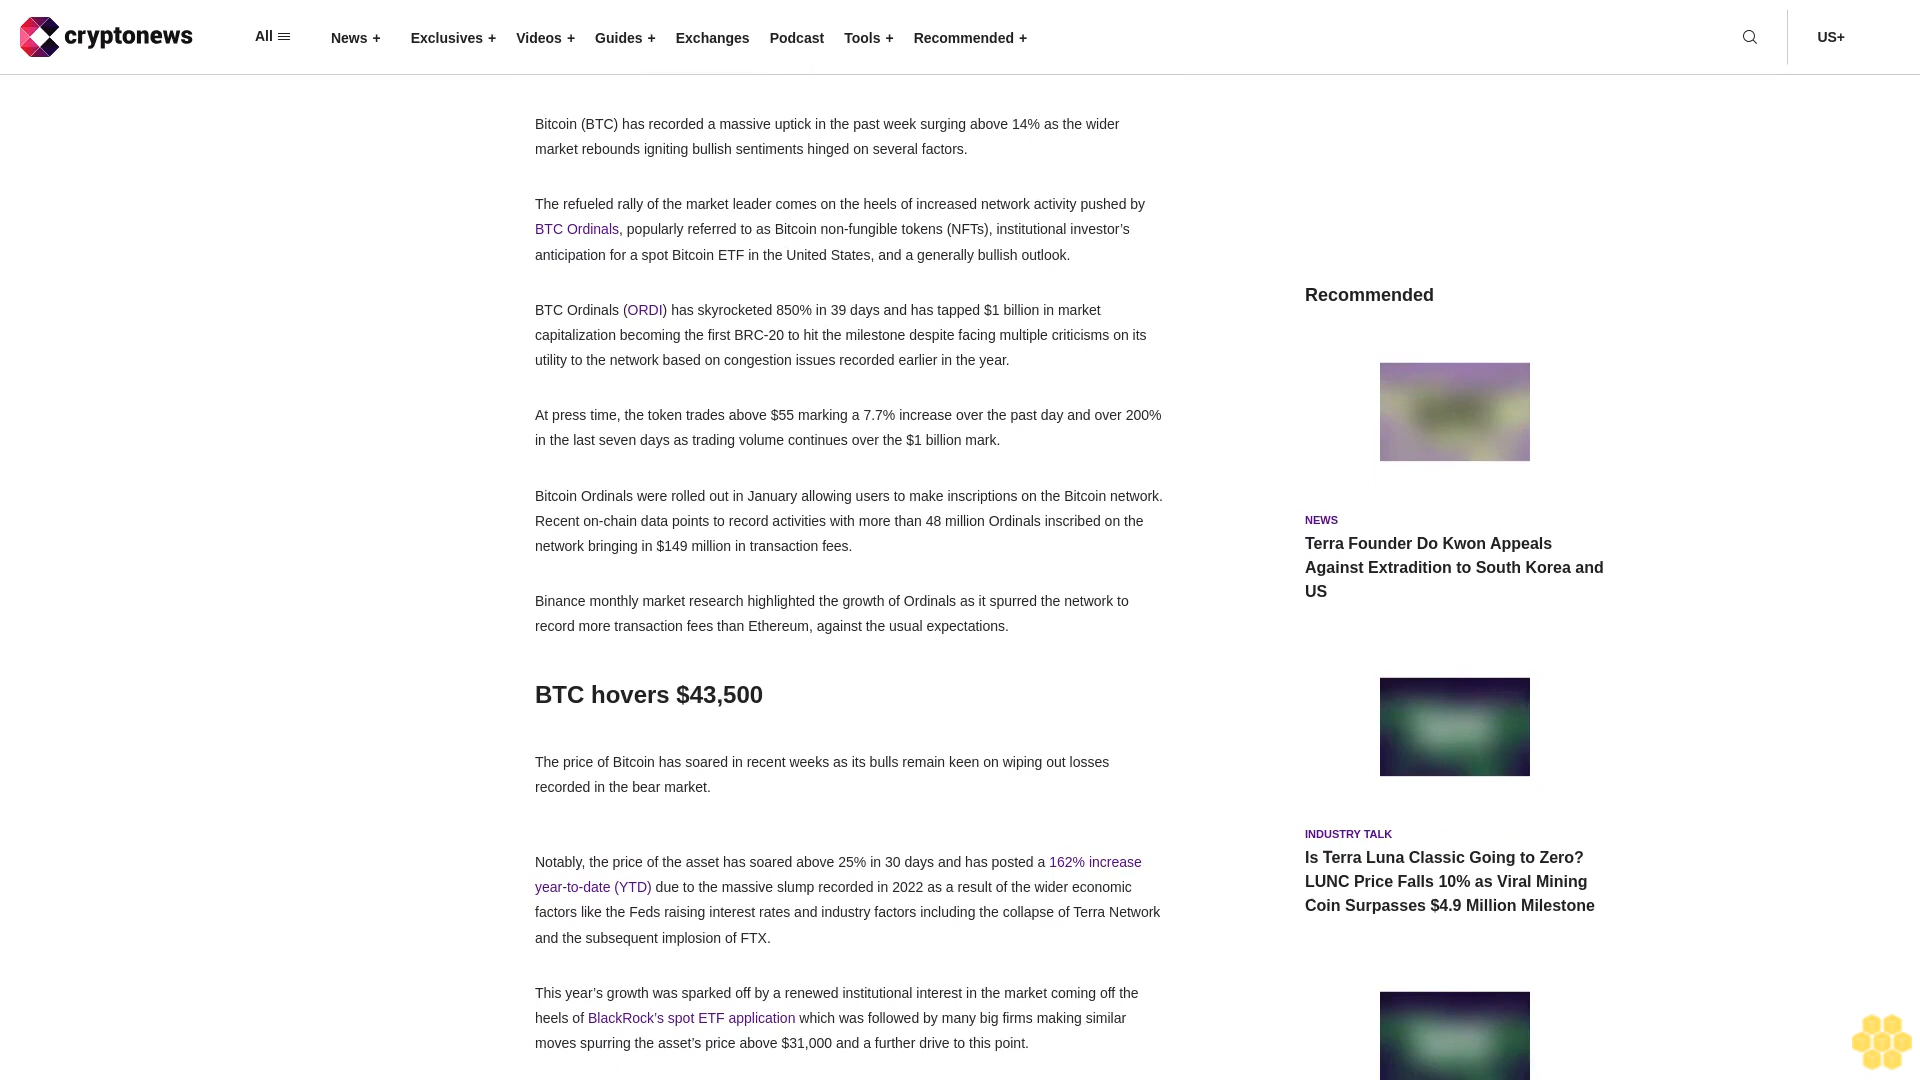 cryptonews
All
News +
Exclusives +
Videos +
Guides +
Exchanges
Podcast
Tools +
Recommended +
US+
Bitcoin (BTC) has recorded a massive uptick in the past week surging above 14% as the wider
market rebounds igniting bullish sentiments hinged on several factors.
The refueled rally of the market leader comes on the heels of increased network activity pushed by
BTC Ordinals, popularly referred to as Bitcoin non-fungible tokens (NFTs), institutional investor’s
anticipation for a spot Bitcoin ETF in the United States, and a generally bullish outlook.
BTC Ordinals (ORDI) has skyrocketed 850% in 39 days and has tapped $1 billion in market
capitalization becoming the first BRC-20 to hit the milestone despite facing multiple criticisms on its
utility to the network based on congestion issues recorded earlier in the year.
At press time, the token trades above $55 marking a 7.7% increase over the past day and over 200%
in the last seven days as trading volume continues over the $1 billion mark.
Bitcoin Ordinals were rolled out in January allowing users to make inscriptions on the Bitcoin network.
Recent on-chain data points to record activities with more than 48 million Ordinals inscribed on the
network bringing in $149 million in transaction fees.
Binance monthly market research highlighted the growth of Ordinals as it spurred the network to
record more transaction fees than Ethereum, against the usual expectations.
BTC hovers $43,500
The price of Bitcoin has soared in recent weeks as its bulls remain keen on wiping out losses
recorded in the bear market.
Notably, the price of the asset has soared above 25% in 30 days and has posted a 162% increase
year-to-date (YTD) due to the massive slump recorded in 2022 as a result of the wider economic
factors like the Feds raising interest rates and industry factors including the collapse of Terra Network
and the subsequent implosion of FTX.
This year’s growth was sparked off by a renewed institutional interest in the market coming off the
heels of BlackRock’s spot ETF application which was followed by many big firms making similar
moves spurring the asset’s price above $31,000 and a further drive to this point.
Recommended
NEWS
Terra Founder Do Kwon Appeals
Against Extradition to South Korea and
US
INDUSTRY TALK
Is Terra Luna Classic Going to Zero?
LUNC Price Falls 10% as Viral Mining
Coin Surpasses $4.9 Million Milestone